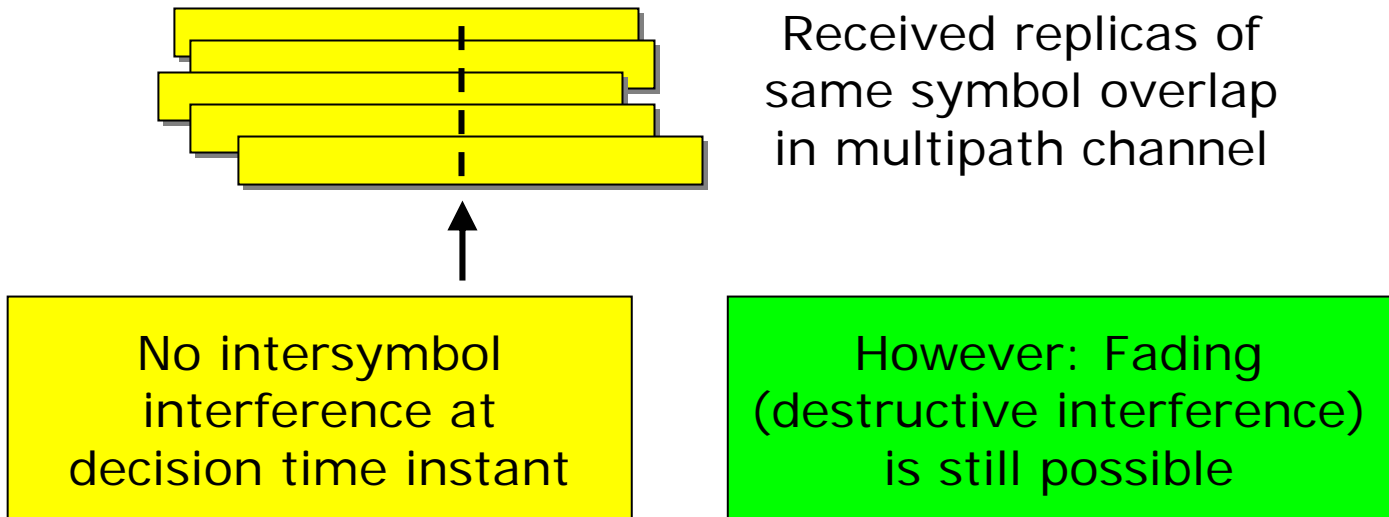 Received replicas of
same symbol overlap
in multipath channel
No intersymbol
interference at
decision time instant
However: Fading
(destructive interference)
is still possible